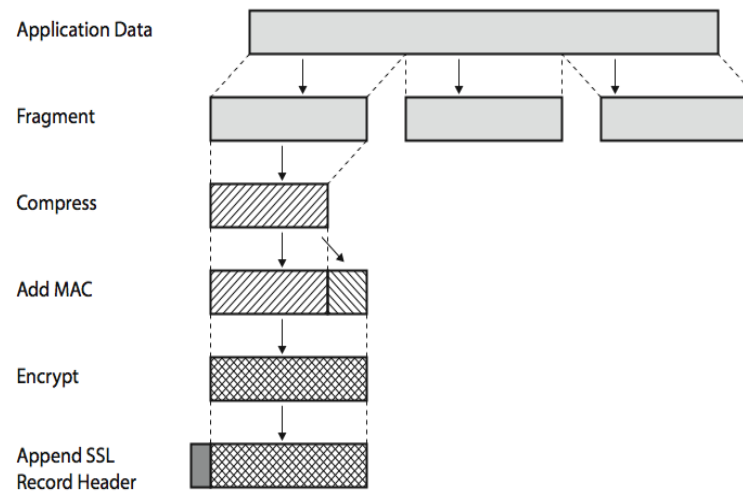 Application Data
Fragment
Compress
Add MAC
Encrypt
Append SSL
Record Header